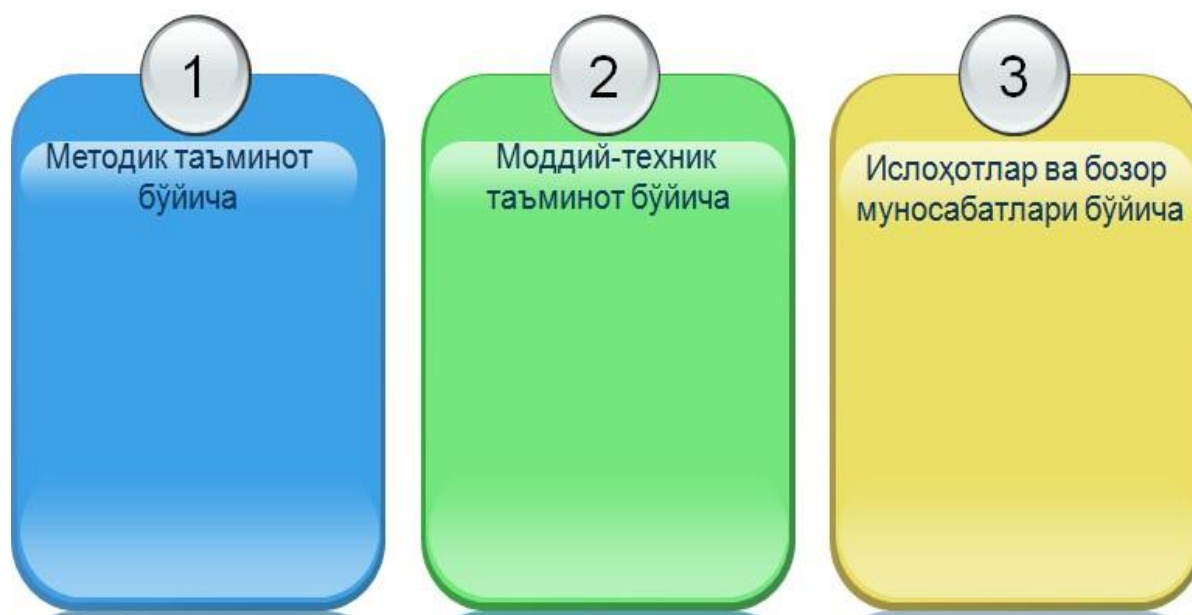 1
Методик таъминот
бўйича
2
Моддий-техник
таъминот бўйича
3
Ислоҳотлар ва бозор
муносабатлари бўйича